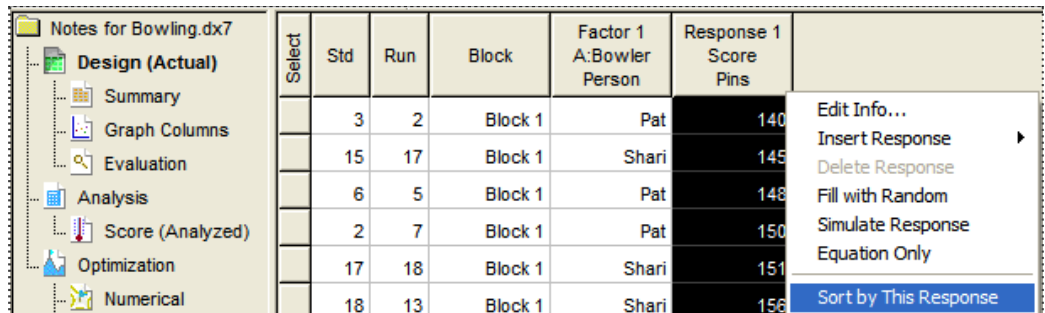 Notes for Bowling.dx7
Design (Actual)
Summary
Graph Columns
Evaluation
Analysis
Score (Analyzed)
Optimization
Numerical
Select
Std
Run
Block
Factor 1
A:Bowler
Person
Response 1
Score
Pins
3 2 Block 1 Pat 140
15 17 Block 1 Shari 145
6 5 Block 1 Pat 148
2 7 Block 1 Pat 150
17 18 Block 1 Shari 151
18 13 Block 1 Shari 156
Edit Info...
Insert Response
Delete Response
Fill with Random
Simulate Response
Equation Only
Sort by This Response